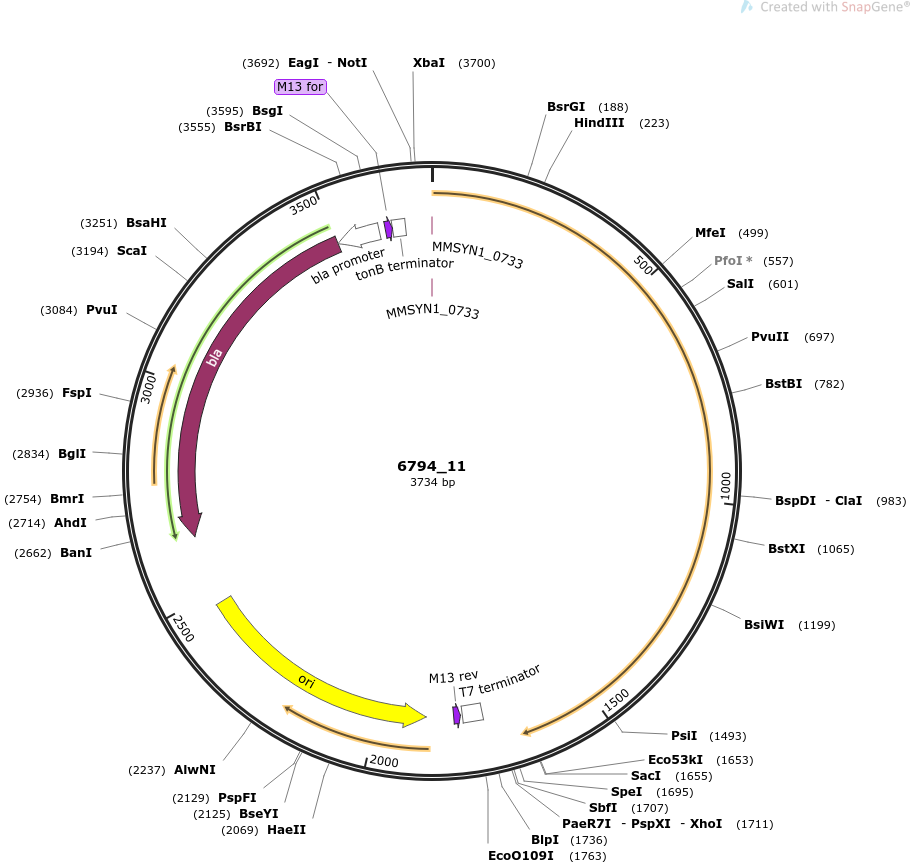 Created with SnapGene®
(3692) EagI - NotI
XbaI (3700)
M13 for
(3595) BsgI
(3555) BsrBI
BsrGI (188)
HindIII (223)
3500
(3251) BsaHI
(3194) ScaI
MfeI (499)
PfoI * (557)
SalI (601)
500
bla promoter
tonB terminator
MMSYN1_0733
MMSYN1_0733
(3084) PvuI
PvuII (697)
bla
BstBI (782)
3000
(2936) FspI
(2834) BglI
6794_11
3734 bp
(2754) BmrI
1000
BspDI - ClaI (983)
(2714) AhdI
(2662) BanI
BstXI (1065)
2500
BsiWI (1199)
ori
M13 rev
T7 terminator
1500
PsiI (1493)
2000
Eco53kI (1653)
(2237) AlwNI
SacI (1655)
SpeI (1695)
(2129) PspFI
SbfI (1707)
(2125) BseYI
PaeR7I - PspXI - XhoI (1711)
(2069) HaeII
BlpI (1736)
EcoO109I (1763)